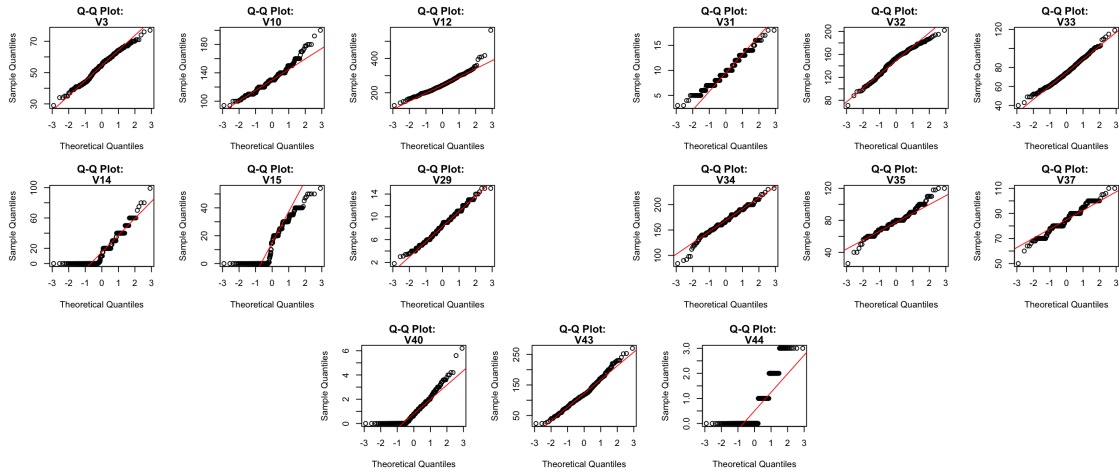 Q-Q Plot:
V3
Sample Quantiles
30 50 70
-3 -2 -1 0 1 2 3
Theoretical Quantiles
Q-Q Plot:
V10
Sample Quantiles
100 140 180
-3 -2 -1 0 1 2 3
Theoretical Quantiles
Q-Q Plot:
V12
Sample Quantiles
200 400
-3 -2 -1 0 1 2 3
Theoretical Quantiles
Q-Q Plot:
V31
Sample Quantiles
5 10 15
-3 -2 -1 0 1 2 3
Theoretical Quantiles
Q-Q Plot:
V32
Sample Quantiles
80 120 160 200
-3 -2 -1 0 1 2 3
Theoretical Quantiles
Q-Q Plot:
V33
Sample Quantiles
40 60 80 120
-3 -2 -1 0 1 2 3
Theoretical Quantiles
Q-Q Plot:
V14
Sample Quantiles
0 20 40 60 80 100
-3 -2 -1 0 1 2 3
Theoretical Quantiles
Q-Q Plot:
V15
Sample Quantiles
0 20 40
-3 -2 -1 0 1 2 3
Theoretical Quantiles
Q-Q Plot:
V29
Sample Quantiles
2 4 6 8 10 14
-3 -2 -1 0 1 2 3
Theoretical Quantiles
Q-Q Plot:
V34
Sample Quantiles
100 150 200
-3 -2 -1 0 1 2 3
Theoretical Quantiles
Q-Q Plot:
V35
Sample Quantiles
40 80 120
-3 -2 -1 0 1 2 3
Theoretical Quantiles
Q-Q Plot:
V37
Sample Quantiles
50 60 70 80 90 110
-3 -2 -1 0 1 2 3
Theoretical Quantiles
Q-Q Plot:
V40
Sample Quantiles
0 2 4 6
-3 -2 -1 0 1 2 3
Theoretical Quantiles
Q-Q Plot:
V43
Sample Quantiles
50 150 250
-3 -2 -1 0 1 2 3
Theoretical Quantiles
Q-Q Plot:
V44
Sample Quantiles
0.0 1.0 2.0 3.0
-3 -2 -1 0 1 2 3
Theoretical Quantiles